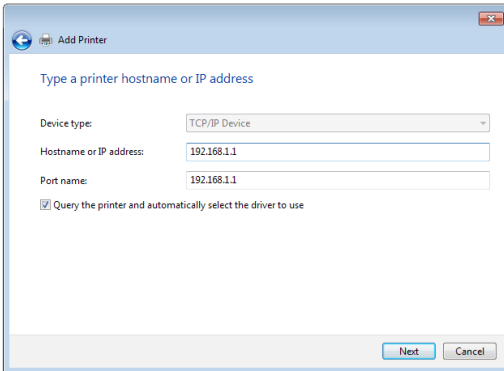 Add Printer
Type a printer hostname or IP address
Device type: TCP/IP Device
Hostname or IP address: 192.168.1.1
Port name: 192.168.1.1
Query the printer and automatically select the driver to use
Next Cancel